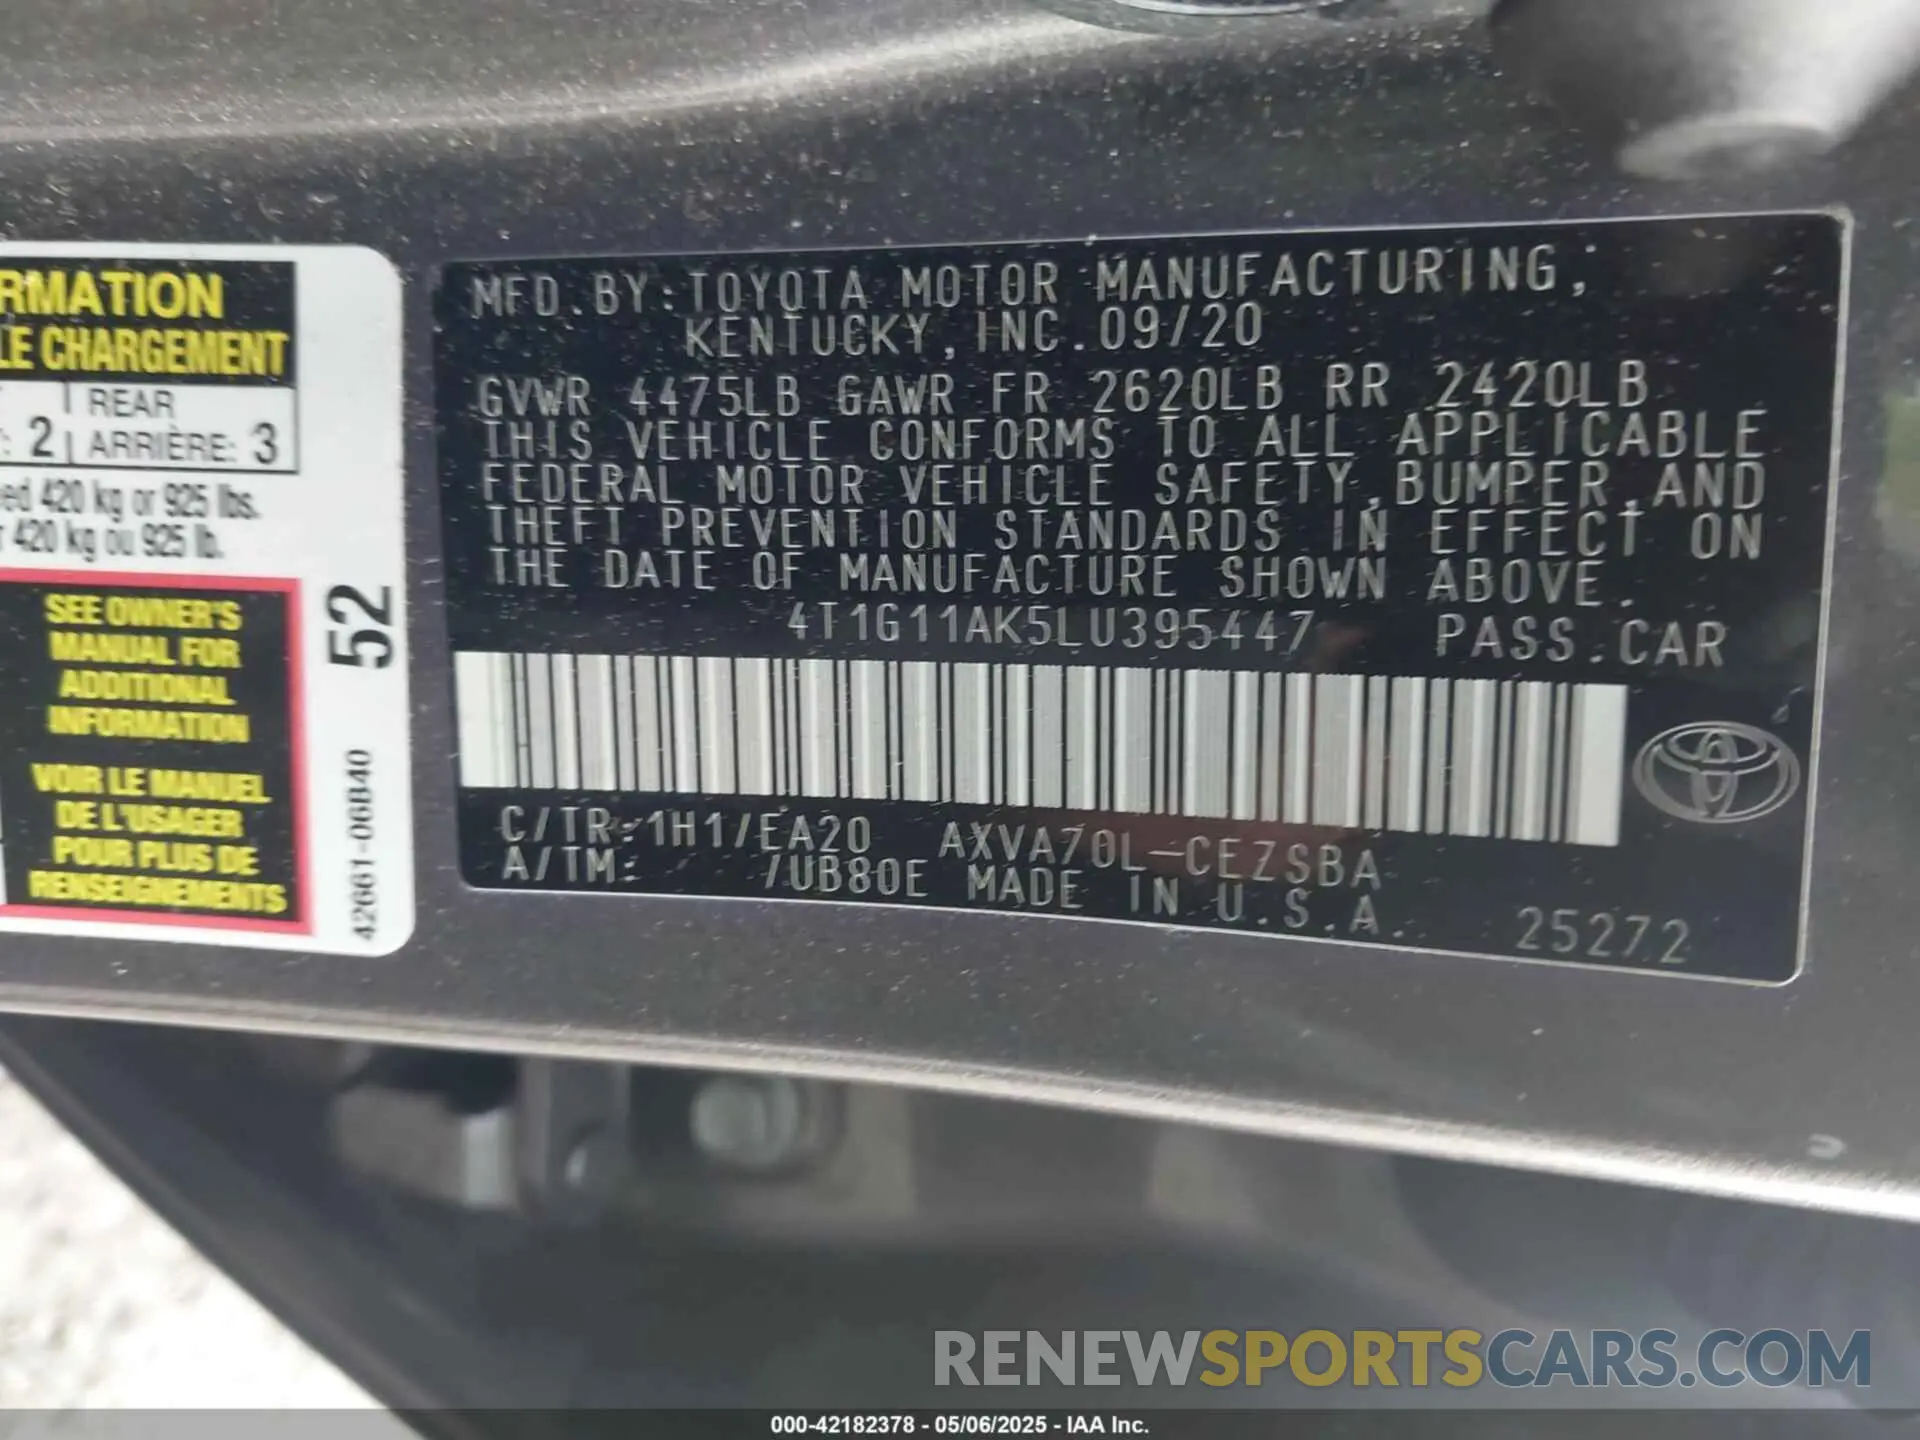 RMATION
LE CHARGEMENT
REAR
: 2 ARRIÈRE: 3
ed 420 kg or 925 lbs.
r 420 kg ou 925 lb.
SEE OWNER'S
MANUAL FOR
ADDITIONAL
INFORMATION
VOIR LE MANUEL
DE L'USAGER
POUR PLUS DE
RENSEIGNEMENTS
52
42661-06B40
MFD. BY: TOYOTA MOTOR MANUFACTURING,
KENTUCKY, INC. 09/20
GVWR 4475LB GAWR FR 2620LB RR 2420LB
THIS VEHICLE CONFORMS TO ALL APPLICABLE
FEDERAL MOTOR VEHICLE SAFETY, BUMPER, AND
THEFT PREVENTION STANDARDS IN EFFECT ON
THE DATE OF MANUFACTURE SHOWN ABOVE.
4T1G11AK5LU395447 PASS. CAR
C/TR: 1H1/EA20 AXVA70L-CEZSBA
A/TM: /UB80E MADE IN U.S.A.
25272
RENEWSPORTSCARS.COM
000-42182378 - 05/06/2025 - IAA Inc.